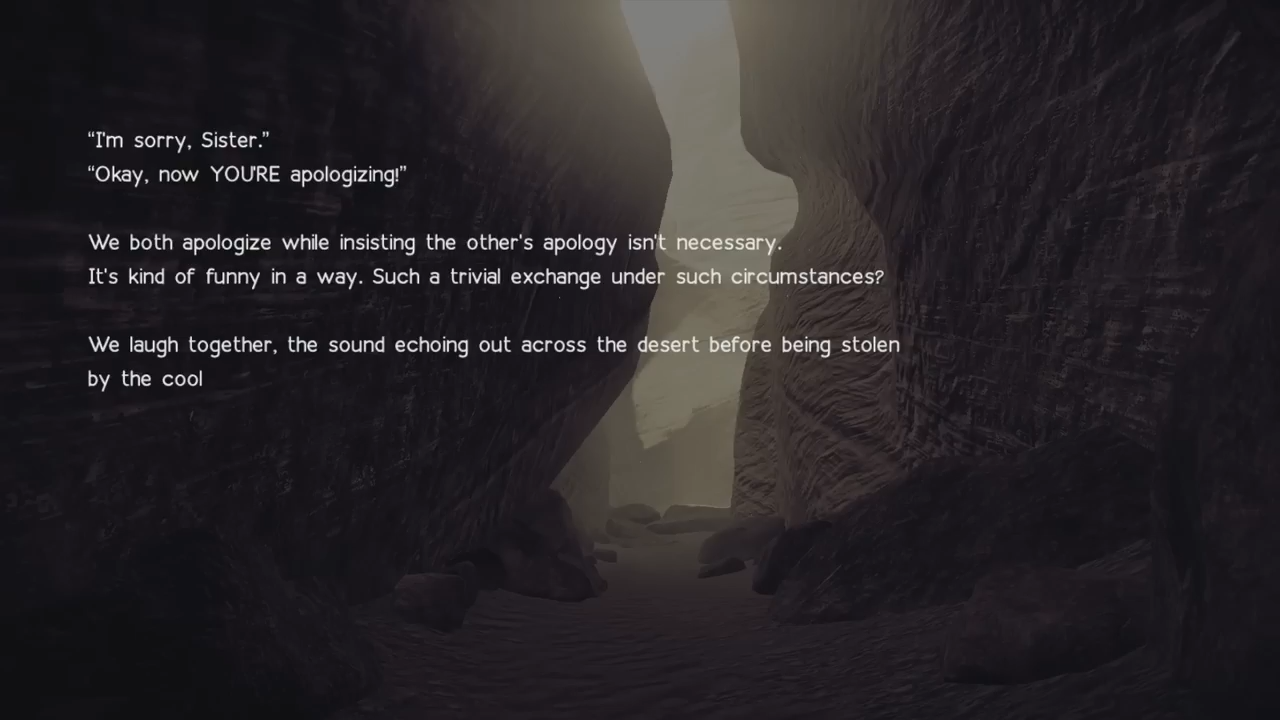 “I'm sorry, Sister.”
“Okay, now YOU'RE apologizing!”
We both apologize while insisting the other's apology isn't necessary.
It's kind of funny in a way. Such a trivial exchange under such circumstances?
We laugh together, the sound echoing out across the desert before being stolen
by the cool